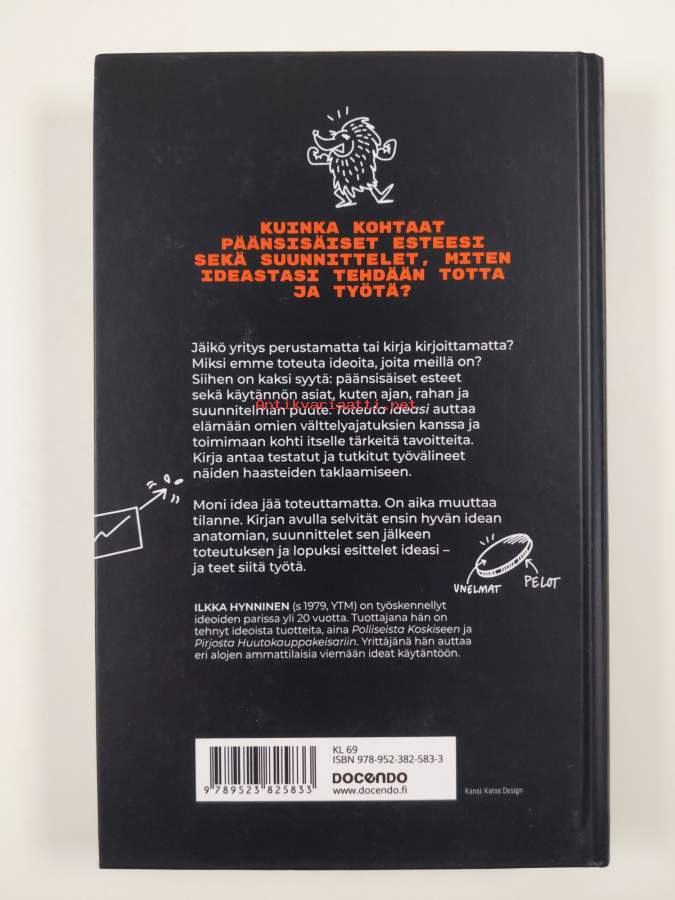 KUINKA KOHTAAT
PÄÄNSISÄISET ESTEESI
SEKÄ SUUNNITTELET, MITEN
IDEASTASI TEHDÄÄN TOTTA
JA TYÖTÄ?
Jäikö yritys perustamatta tai kirja kirjoittamatta?
Miksi emme toteuta ideoita, joita meillä on?
Siihen on kaksi syytä: päänsisäiset esteet
sekä käytännön asiat, kuten ajan, rahan ja
suunnitelman puute. Toteuta ideasi auttaa
Antikvariaatti.net
elämään omien välttelyajatuksien kanssa ja
toimimaan kohti itselle tärkeitä tavoitteita.
Kirja antaa testatut ja tutkitut työvälineet
näiden haasteiden taklaamiseen.
Moni idea jää toteuttamatta. On aika muuttaa
tilanne. Kirjan avulla selvität ensin hyvän idean
anatomian, suunnittelet sen jälkeen
toteutuksen ja lopuksi esittelet ideasi –
ja teet siitä työtä.
UNELMAT
PELOT
ILKKA HYNNINEN (s 1979, YTM) on työskennellyt
ideoiden parissa yli 20 vuotta. Tuottajana hän on
tehnyt ideoista tuotteita, aina Poliiseista Koskiseen ja
Pirjosta Huutokauppakeisariin. Yrittäjänä hän auttaa
eri alojen ammattilaisia viemään ideat käytäntöön.
KL 69
ISBN 978-952-382-583-3
DOCENDO
www.docendo.fi
9 789523 825833
Kansi: Katse Design